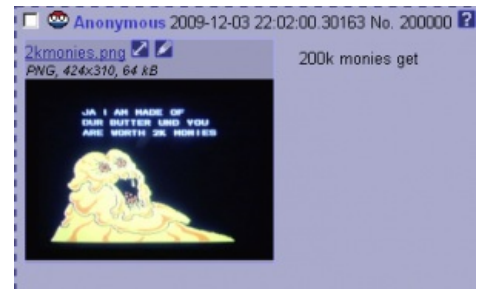 Anonymous 2009-12-03 22:02:00.30163 No. 200000 ?
2kmonies.png
PNG, 424x310, 64 kB
200k monies get
JA I AM MADE OF
OUR BUTTER UND YOU
ARE WORTH 2K MONIES